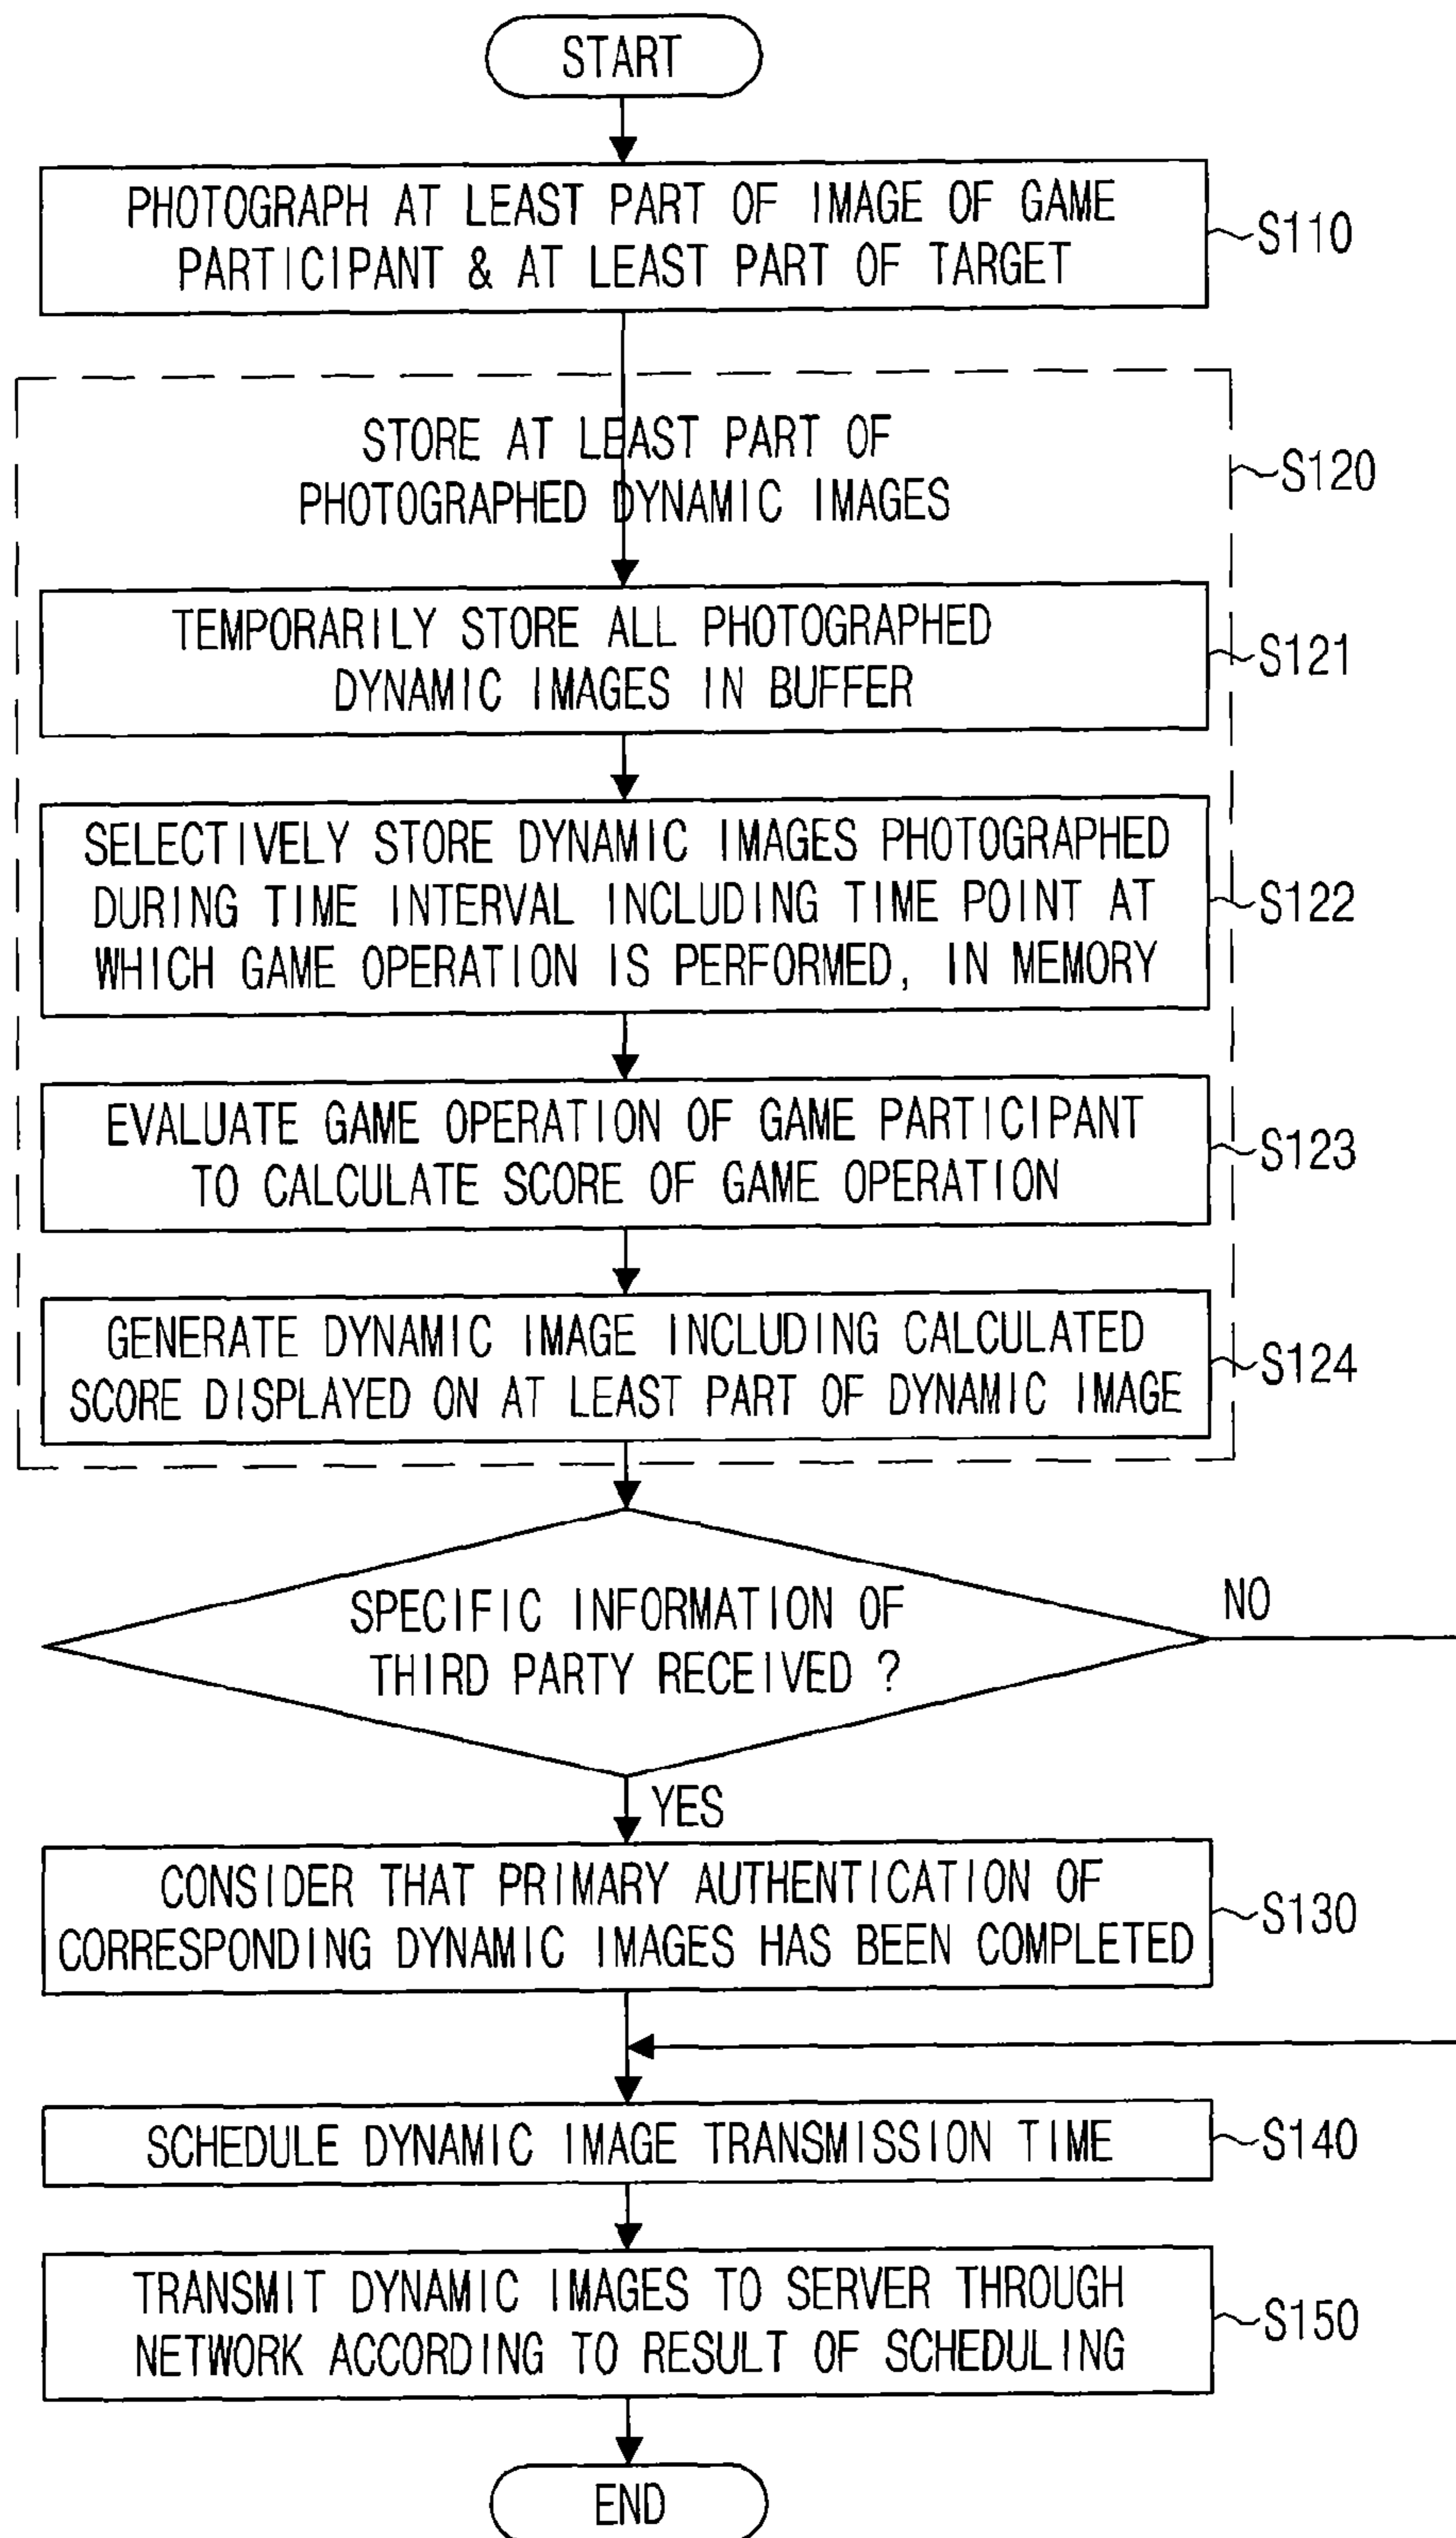 START
PHOTOGRAPH AT LEAST PART OF IMAGE OF GAME
PARTICIPANT & AT LEAST PART OF TARGET
S110
STORE AT LEAST PART OF
PHOTOGRAPHED DYNAMIC IMAGES
S120
TEMPORARILY STORE ALL PHOTOGRAPHED
DYNAMIC IMAGES IN BUFFER
S121
SELECTIVELY STORE DYNAMIC IMAGES PHOTOGRAPHED
DURING TIME INTERVAL INCLUDING TIME POINT AT
WHICH GAME OPERATION IS PERFORMED, IN MEMORY
S122
EVALUATE GAME OPERATION OF GAME PARTICIPANT
TO CALCULATE SCORE OF GAME OPERATION
S123
GENERATE DYNAMIC IMAGE INCLUDING CALCULATED
SCORE DISPLAYED ON AT LEAST PART OF DYNAMIC IMAGE
S124
SPECIFIC INFORMATION OF
THIRD PARTY RECEIVED ?
NO
YES
CONSIDER THAT PRIMARY AUTHENTICATION OF
CORRESPONDING DYNAMIC IMAGES HAS BEEN COMPLETED
S130
SCHEDULE DYNAMIC IMAGE TRANSMISSION TIME
S140
TRANSMIT DYNAMIC IMAGES TO SERVER THROUGH
NETWORK ACCORDING TO RESULT OF SCHEDULING
S150
END